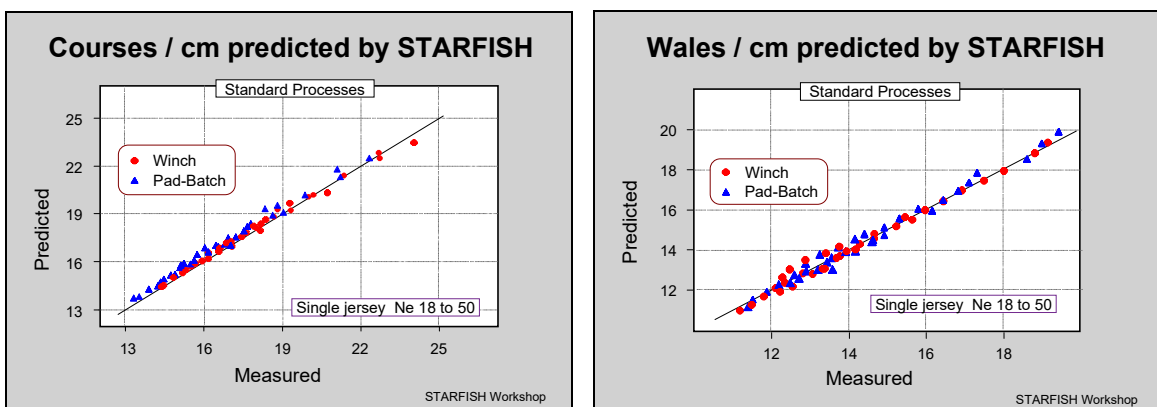 Courses / cm predicted by STARFISH
Standard Processes
25
22
19
16
13
Predicted
Winch
Pad-Batch
Single jersey Ne 18 to 50
13 16 19 22 25
Measured
STARFISH Workshop
Wales / cm predicted by STARFISH
Standard Processes
20
18
16
14
12
Predicted
Winch
Pad-Batch
Single jersey Ne 18 to 50
12 14 16 18
Measured
STARFISH Workshop